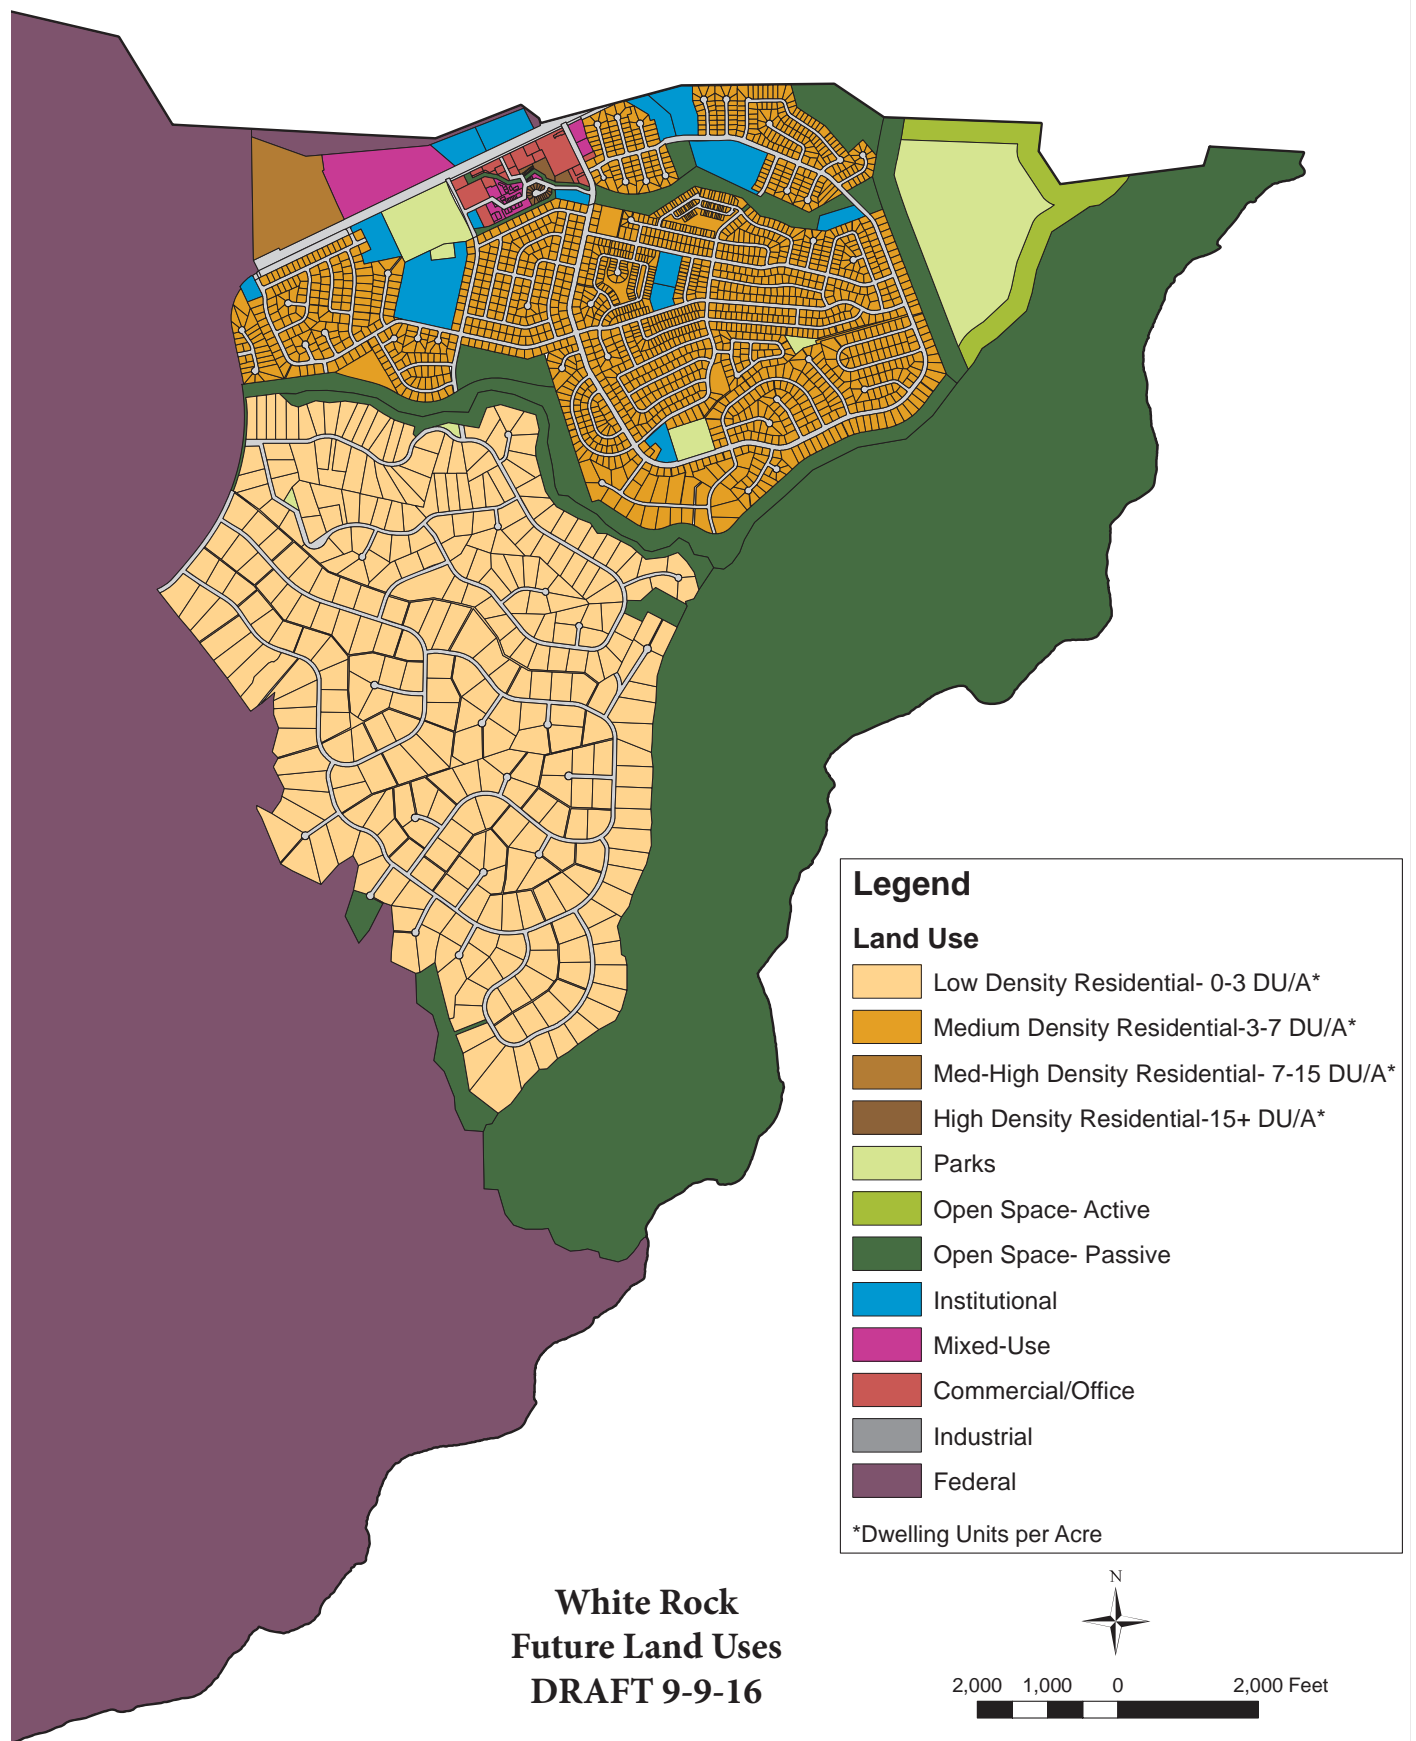 Legend
Land Use
Low Density Residential- 0-3 DU/A*
Medium Density Residential-3-7 DU/A*
Med-High Density Residential- 7-15 DU/A*
High Density Residential-15+ DU/A*
Parks
Open Space- Active
Open Space- Passive
Institutional
Mixed-Use
Commercial/Office
Industrial
Federal
*Dwelling Units per Acre
White Rock
Future Land Uses
DRAFT 9-9-16
N
2,000 1,000 0 2,000 Feet